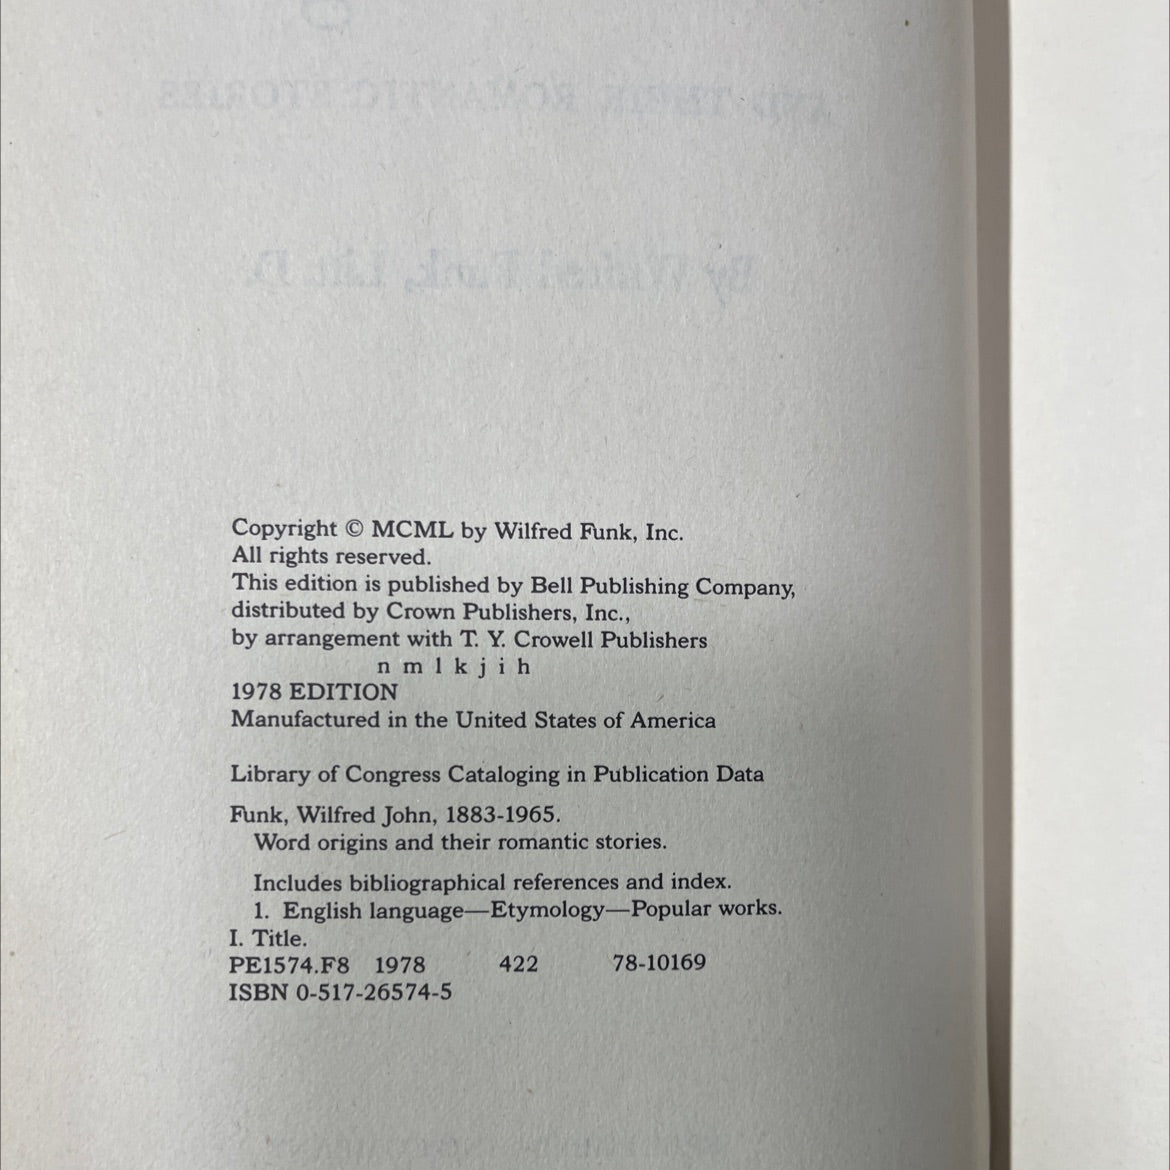 Copyright © MCML by Wilfred Funk, Inc.
All rights reserved.
This edition is published by Bell Publishing Company,
distributed by Crown Publishers, Inc.,
by arrangement with T. Y. Crowell Publishers
n m l k j i h
1978 EDITION
Manufactured in the United States of America
Library of Congress Cataloging in Publication Data
Funk, Wilfred John, 1883-1965.
Word origins and their romantic stories.
Includes bibliographical references and index.
1. English language—Etymology—Popular works.
I. Title.
PE1574.F8 1978 422 78-10169
ISBN 0-517-26574-5